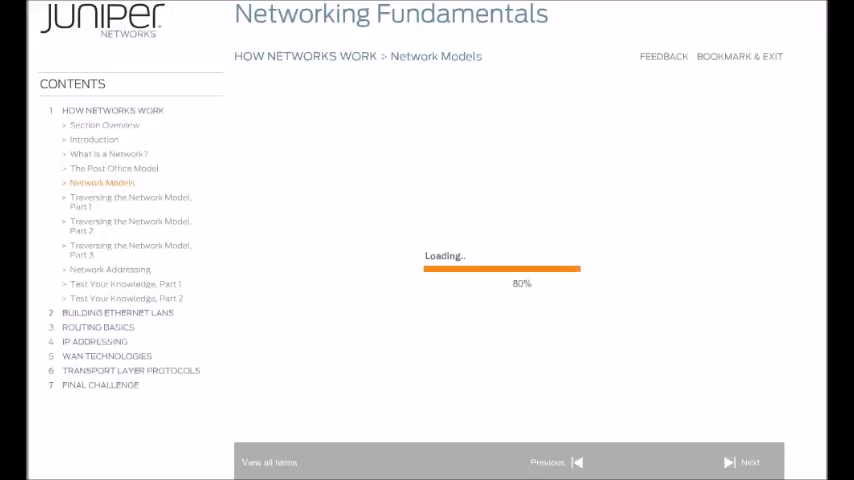 JUNIPER
NETWORKS
Networking Fundamentals
HOW NETWORKS WORK > Network Models
FEEDBACK BOOKMARK & EXIT
CONTENTS
1 HOW NETWORKS WORK
> Section Overview
> Introduction
> What is a Network?
> The Post Office Model
> Network Models
> Traversing the Network Model,
Part 1
> Traversing the Network Model,
Part 2
> Traversing the Network Model,
Part 3
> Network Addressing
> Test Your Knowledge, Part 1
> Test Your Knowledge, Part 2
2 BUILDING ETHERNET LANS
3 ROUTING BASICS
4 IP ADDRESSING
5 WAN TECHNOLOGIES
6 TRANSPORT LAYER PROTOCOLS
7 FINAL CHALLENGE
Loading..
80%
View all terms
Previous
Next